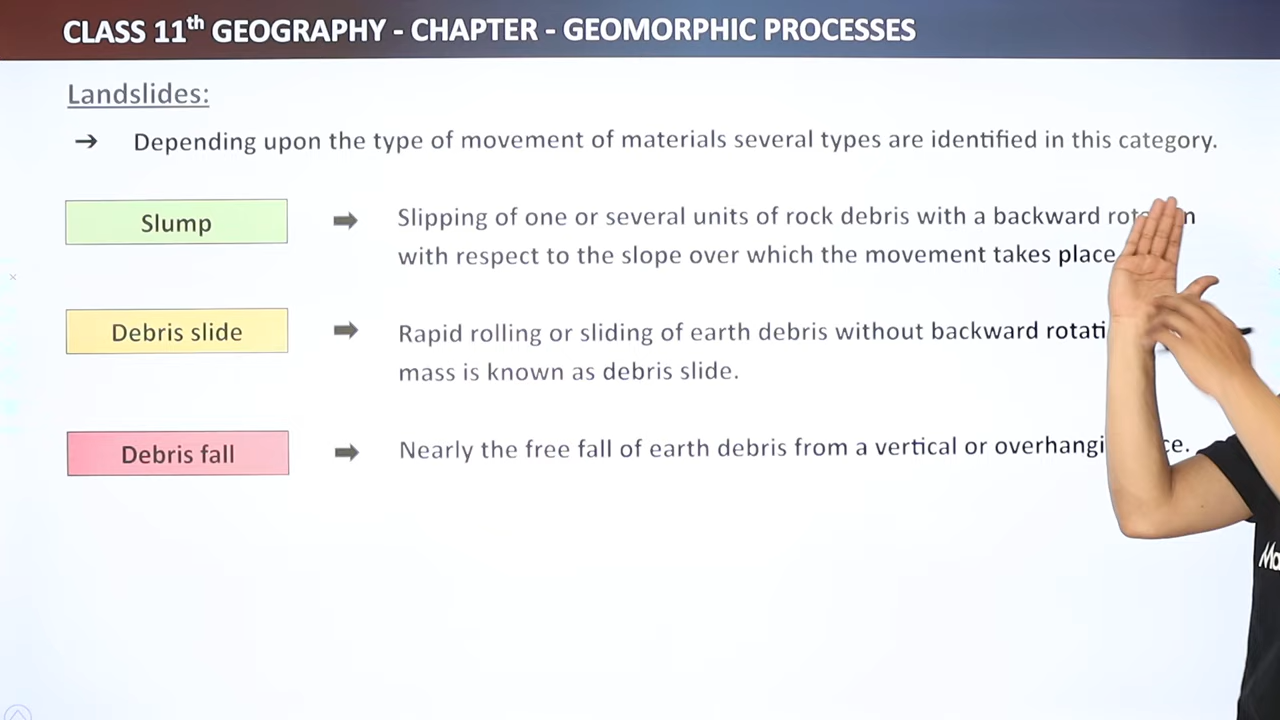 CLASS 11th GEOGRAPHY - CHAPTER - GEOMORPHIC PROCESSES
Landslides:
→ Depending upon the type of movement of materials several types are identified in this category.
Slump
➡ Slipping of one or several units of rock debris with a backward
with respect to the slope over which the movement takes place
Debris slide
➡ Rapid rolling or sliding of earth debris without backward
mass is known as debris slide.
Debris fall
➡ Nearly the free fall of earth debris from a vertical or